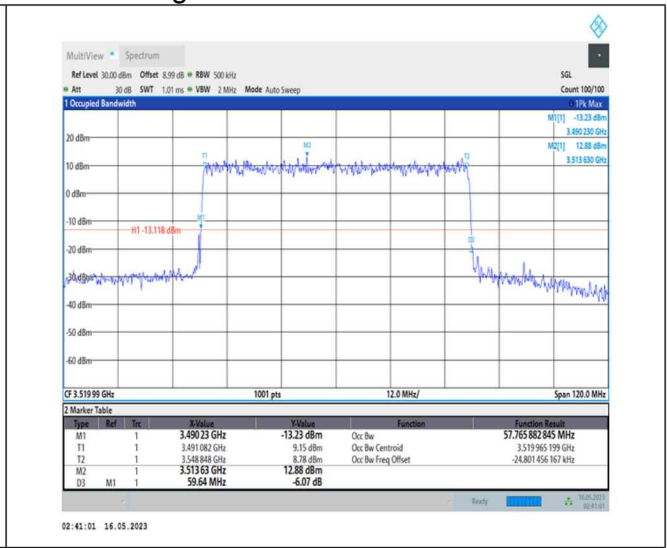 MultiView Spectrum
Ref Level 30.00 dBm Offset 8.99 dB RBW 500 kHz SGL
Att 30 dB SWT 1.01 ms VBW 2 MHz Mode Auto Sweep Count 100/100
1 Occupied Bandwidth 1Pk Max
M1[1] -13.23 dBm
3.490 230 GHz
M2[1] 12.88 dBm
3.513 630 GHz
20 dBm
M2
T1 T2
10 dBm
0 dBm
-10 dBm
M1
H1 -13.118 dBm
D3
-20 dBm
-30 dBm
-40 dBm
-50 dBm
-60 dBm
CF 3.519 99 GHz 1001 pts 12.0 MHz/ Span 120.0 MHz
2 Marker Table
Type Ref Trc X-Value Y-Value Function Function Result
M1 1 3.490 23 GHz -13.23 dBm Occ Bw 57.765 882 845 MHz
T1 1 3.491 082 GHz 9.15 dBm Occ Bw Centroid 3.519 965 199 GHz
T2 1 3.548 848 GHz 8.78 dBm Occ Bw Freq Offset -24.801 456 167 kHz
M2 1 3.513 63 GHz 12.88 dBm
D3 M1 1 59.64 MHz -6.07 dB
Ready 16.05.2023
02:41:01
02:41:01 16.05.2023